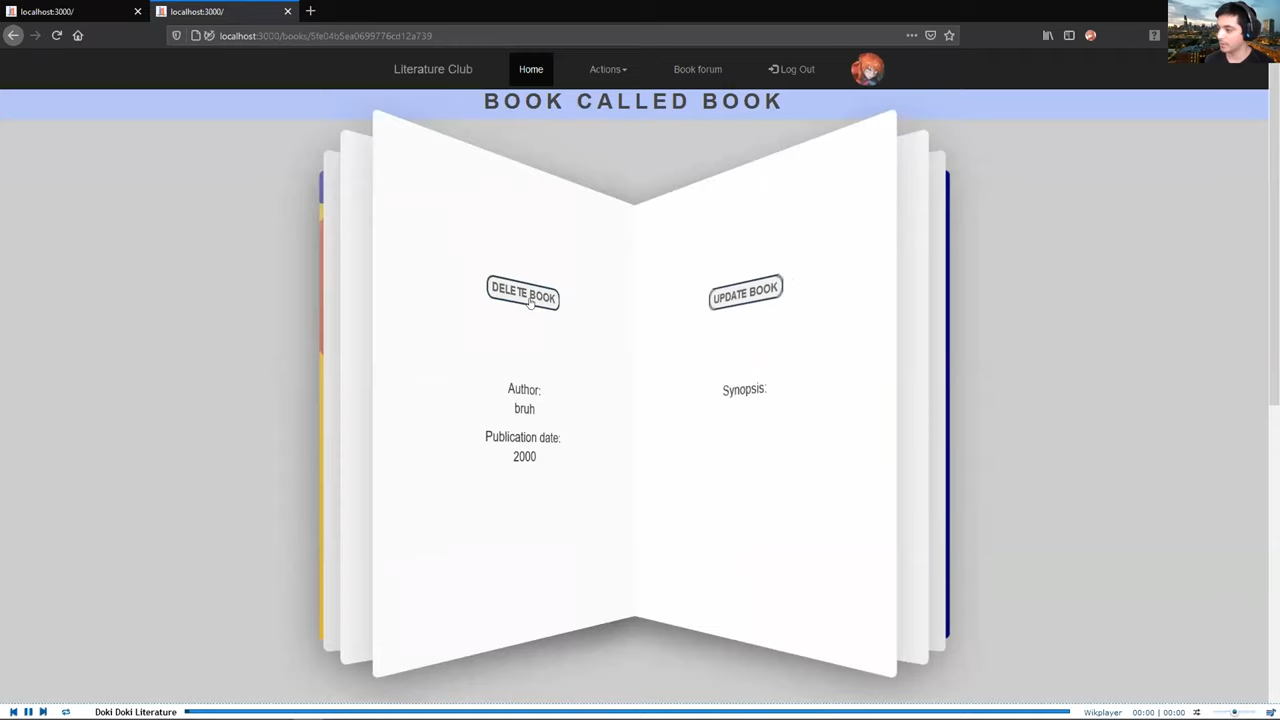 localhost:3000/
localhost:3000/
localhost:3000/books/5fe04b5ea0699776cd12a739
Literature Club
Home
Actions
Book forum
Log Out
BOOK CALLED BOOK
DELETE BOOK
UPDATE BOOK
Author:
bruh
Publication date:
2000
Synopsis:
Doki Doki Literature
Wikplayer
00:00 | 00:00